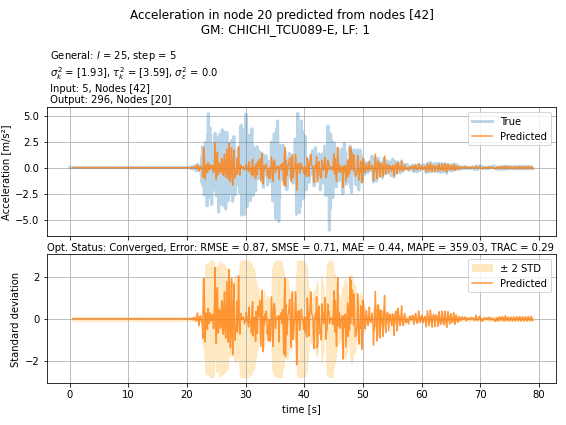 Acceleration in node 20 predicted from nodes [42]
GM: CHICHI_TCU089-E, LF: 1
General: l = 25, step = 5
σ²ₖ = [1.93], τ²ₖ = [3.59], σ²ε = 0.0
Input: 5, Nodes [42]
Output: 296, Nodes [20]
Acceleration [m/s²]
5.0
2.5
0.0
−2.5
−5.0
True
Predicted
Opt. Status: Converged, Error: RMSE = 0.87, SMSE = 0.71, MAE = 0.44, MAPE = 359.03, TRAC = 0.29
Standard deviation
2
0
−2
± 2 STD
Predicted
0 10 20 30 40 50 60 70 80
time [s]